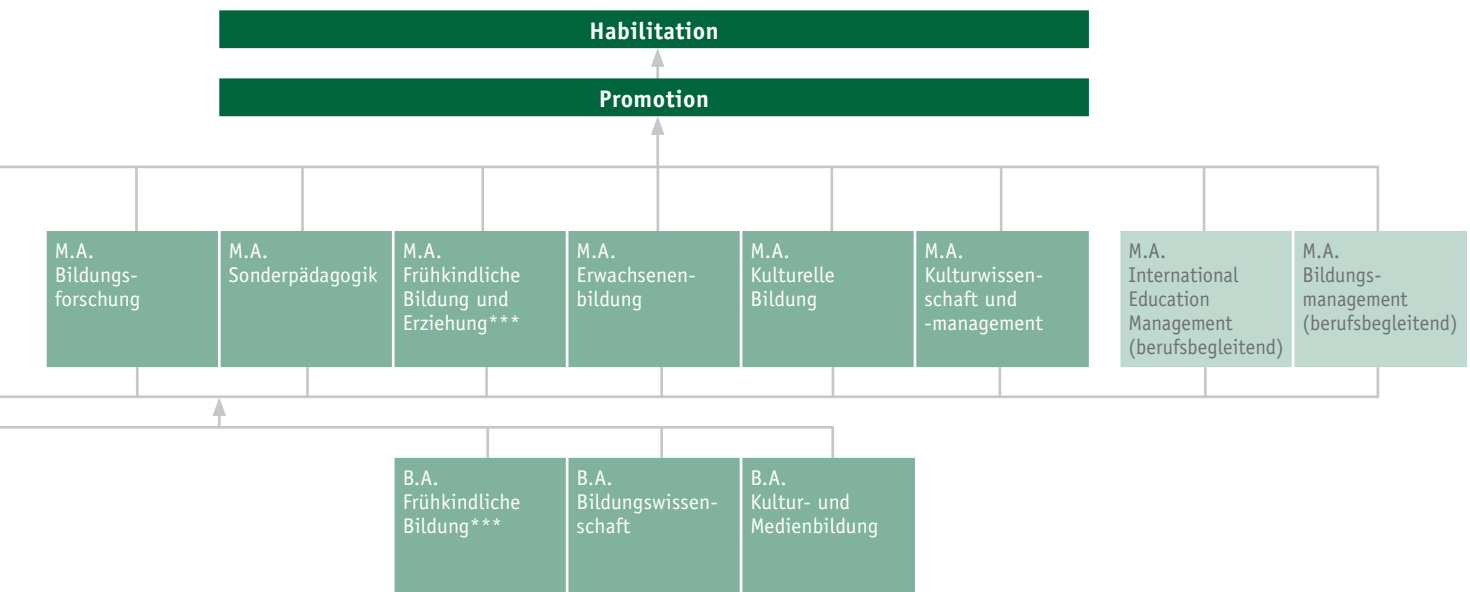 Habilitation
Promotion
M.A.
Bildungs-
forschung
M.A.
Sonderpädagogik
M.A.
Frühkindliche
Bildung und
Erziehung***
M.A.
Erwachsenen-
bildung
M.A.
Kulturelle
Bildung
M.A.
Kulturwissen-
schaft und
-management
M.A.
International
Education
Management
(berufsbegleitend)
M.A.
Bildungs-
management
(berufsbegleitend)
B.A.
Frühkindliche
Bildung***
B.A.
Bildungswissen-
schaft
B.A.
Kultur- und
Medienbildung